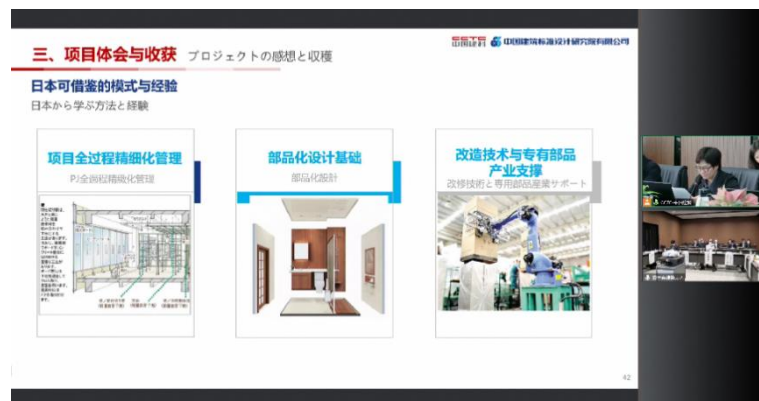 三、项目体会与收获 プロジェクトの感想と収穫
中国建筑标准设计研究院有限公司
日本可借鉴的模式与经验
日本から学ぶ方法と経験
项目全过程精细化管理
PJ全過程精緻化管理
部品化设计基础
部品化設計
改造技术与专有部品
产业支撑
改修技術と専用部品産業サポート
42